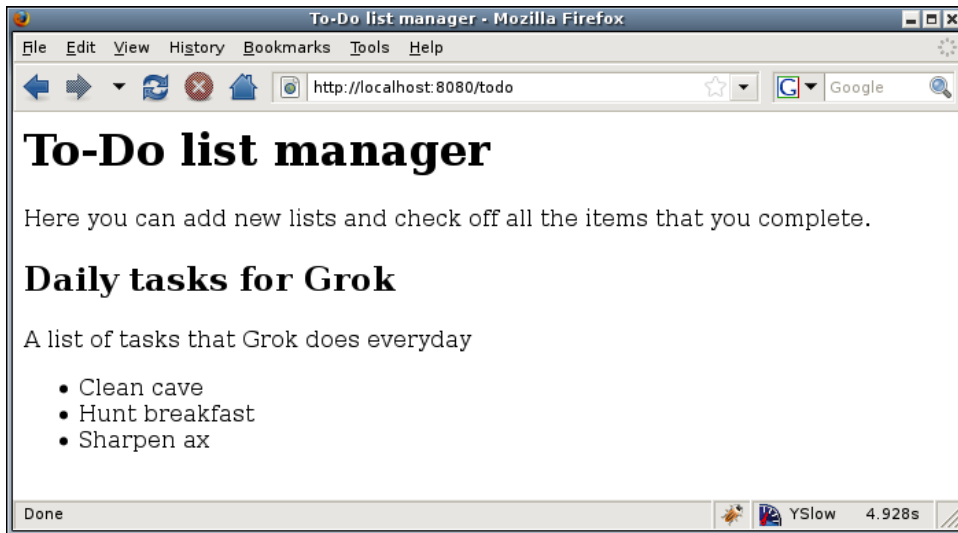 To-Do list manager - Mozilla Firefox
File Edit View History Bookmarks Tools Help
http://localhost:8080/todo G Google
To-Do list manager
Here you can add new lists and check off all the items that you complete.
Daily tasks for Grok
A list of tasks that Grok does everyday
• Clean cave
• Hunt breakfast
• Sharpen ax
Done YSlow 4.928s